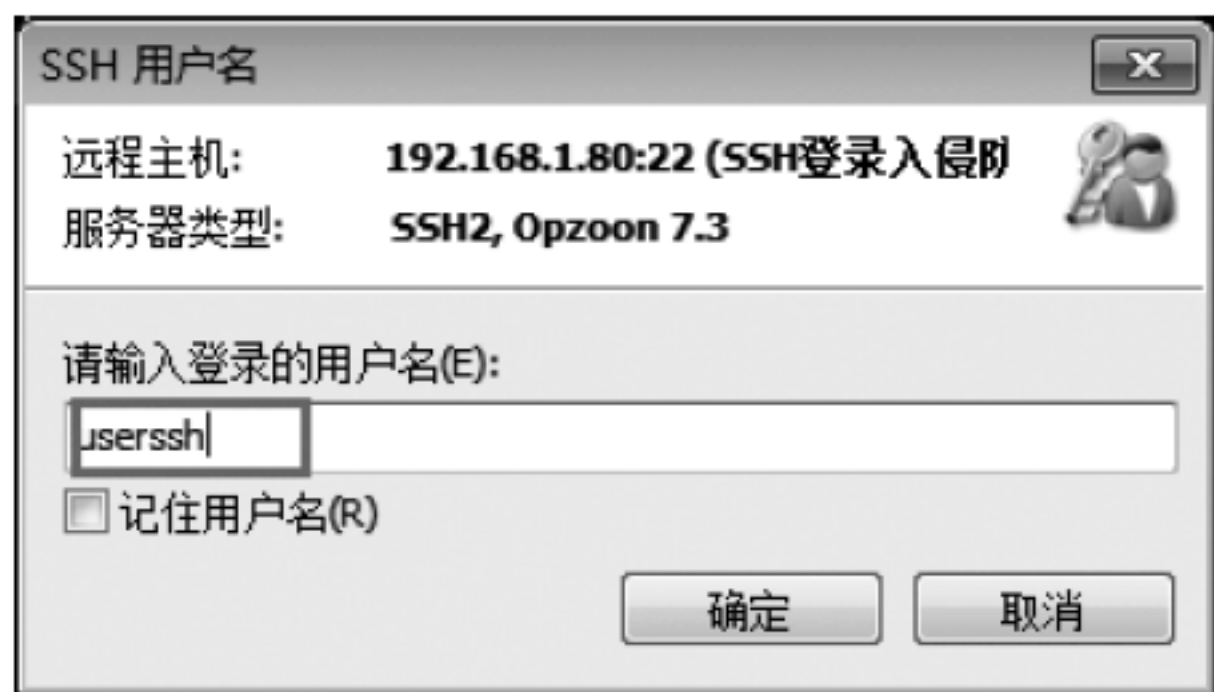 SSH 用户名
远程主机: 192.168.1.80:22 (SSH登录入侵
服务器类型: SSH2, Opzoon 7.3
请输入登录的用户名(E):
userssh
记住用户名(R)
确定 取消